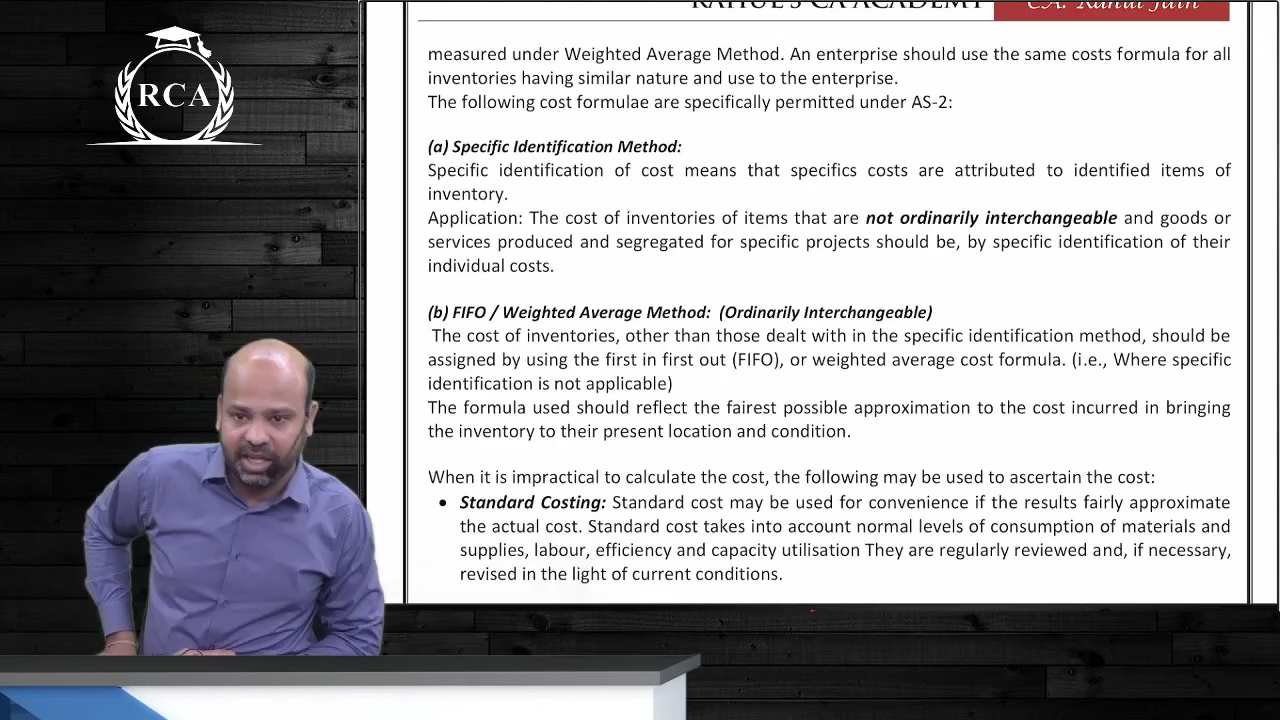 RAHUL'S CA ACADEMY CA. Rahul Jain
RCA
measured under Weighted Average Method. An enterprise should use the same costs formula for all
inventories having similar nature and use to the enterprise.
The following cost formulae are specifically permitted under AS-2:
(a) Specific Identification Method:
Specific identification of cost means that specifics costs are attributed to identified items of
inventory.
Application: The cost of inventories of items that are not ordinarily interchangeable and goods or
services produced and segregated for specific projects should be, by specific identification of their
individual costs.
(b) FIFO / Weighted Average Method: (Ordinarily Interchangeable)
The cost of inventories, other than those dealt with in the specific identification method, should be
assigned by using the first in first out (FIFO), or weighted average cost formula. (i.e., Where specific
identification is not applicable)
The formula used should reflect the fairest possible approximation to the cost incurred in bringing
the inventory to their present location and condition.
When it is impractical to calculate the cost, the following may be used to ascertain the cost:
• Standard Costing: Standard cost may be used for convenience if the results fairly approximate
the actual cost. Standard cost takes into account normal levels of consumption of materials and
supplies, labour, efficiency and capacity utilisation They are regularly reviewed and, if necessary,
revised in the light of current conditions.